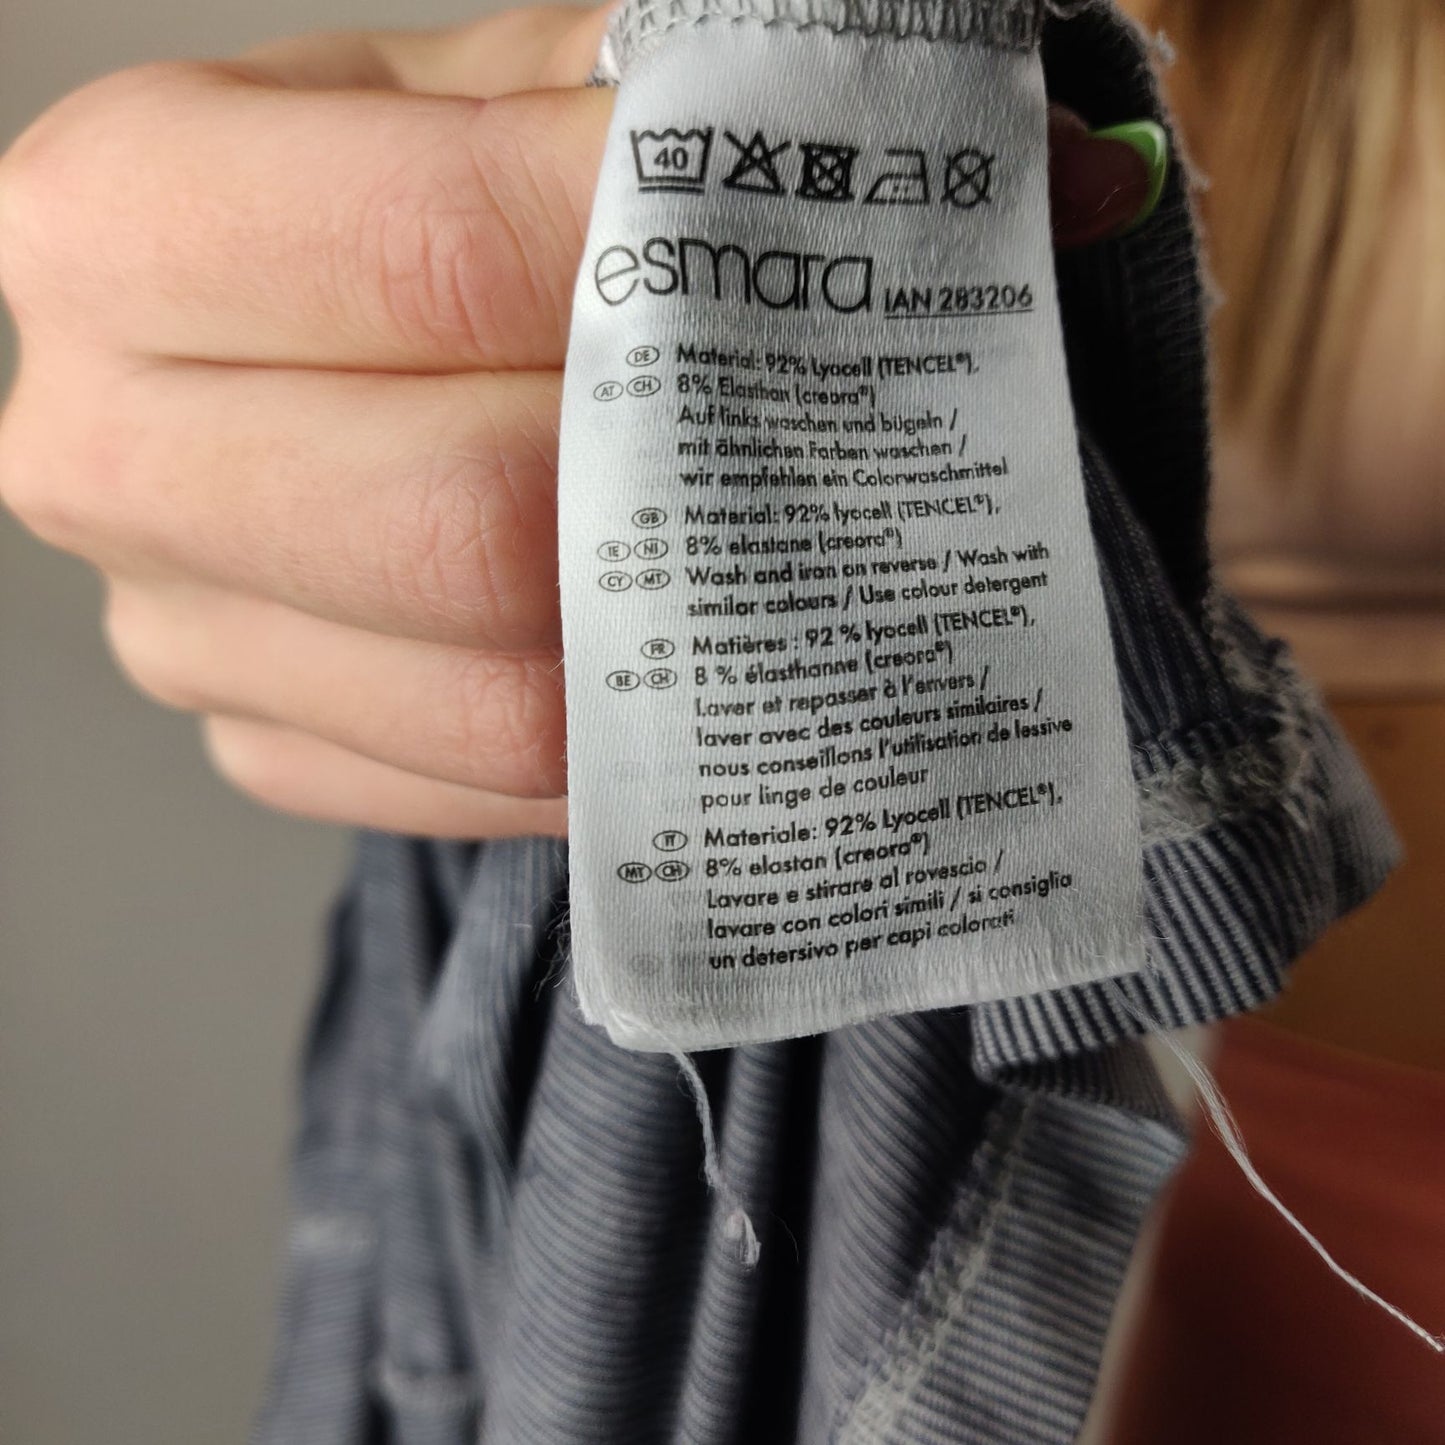 40
esmara IAN 283206
DE Material: 92% Lyocell (TENCEL®),
AT CH 8% Elasthan (creora®)
Auf links waschen und bügeln /
mit ähnlichen Farben waschen /
wir empfehlen ein Colorwaschmittel
GB Material: 92% lyocell (TENCEL®),
IE NI 8% elastane (creora®)
CY MT Wash and iron on reverse / Wash with
similar colours / Use colour detergent
FR Matières : 92 % lyocell (TENCEL®),
BE CH 8 % élasthanne (creora®)
Laver et repasser à l'envers /
laver avec des couleurs similaires /
nous conseillons l'utilisation de lessive
pour linge de couleur
IT Materiale: 92% Lyocell (TENCEL®),
MT CH 8% elastan (creora®)
Lavare e stirare al rovescio /
lavare con colori simili / si consiglia
un detersivo per capi colorati